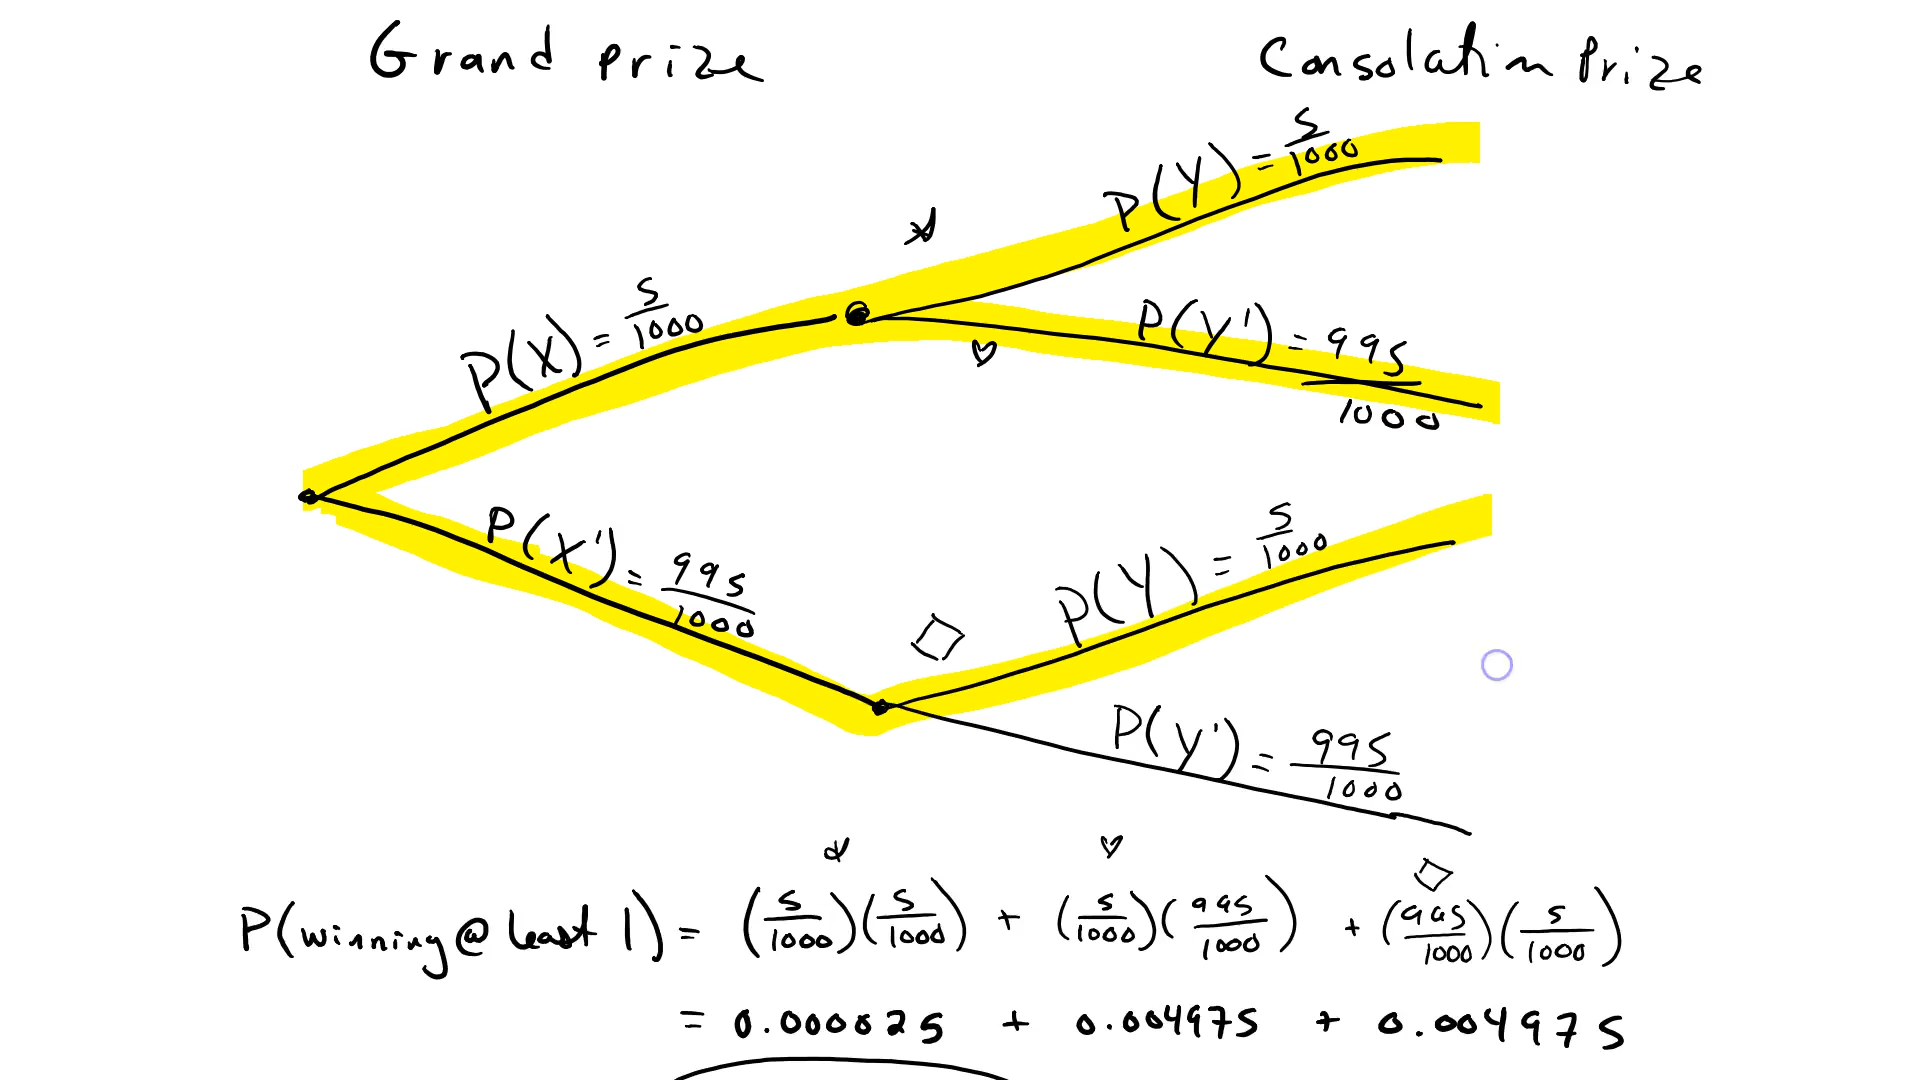 Grand prize
Consolation Prize
P(X) = 5/1000
P(Y) = 5/1000
P(Y') = 995/1000
P(X') = 995/1000
P(Y) = 5/1000
P(Y') = 995/1000
P(winning @ least 1) = (5/1000)(5/1000) + (5/1000)(995/1000) + (995/1000)(5/1000)
= 0.000025 + 0.004975 + 0.004975